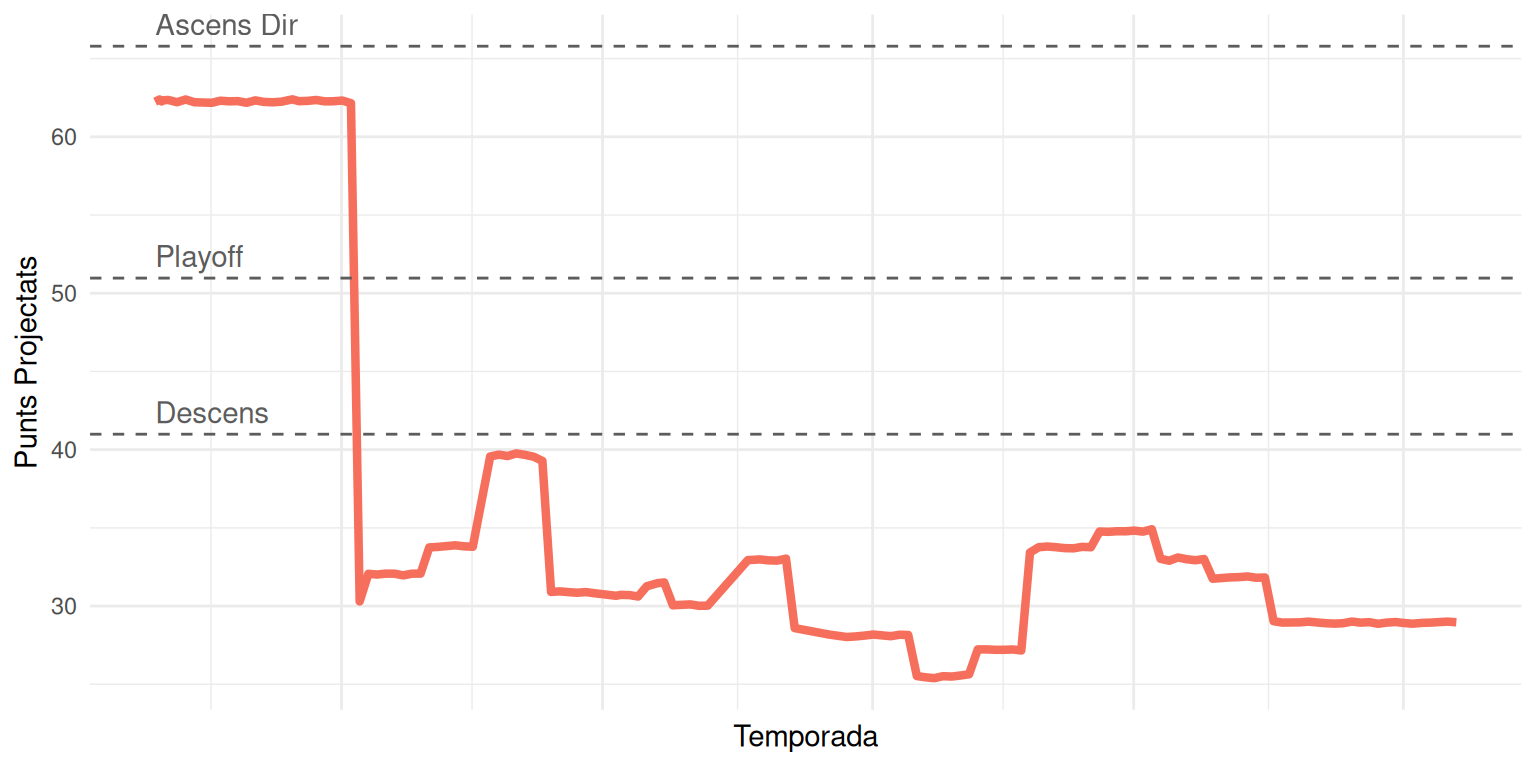 Ascens Dir
60
Playoff
50
Descens
40
30
Punts Projectats
Temporada